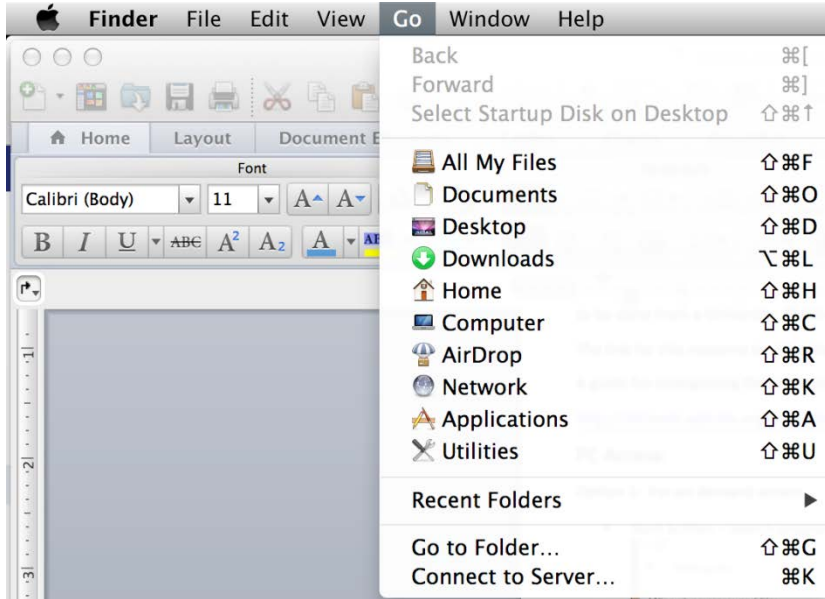 Finder File Edit View Go Window Help
Back ⌘[
Forward ⌘]
Select Startup Disk on Desktop ⇧⌘↑
Home Layout Document E
Font
All My Files ⇧⌘F
Calibri (Body) 11 A A
Documents ⇧⌘O
Desktop ⇧⌘D
B I U ABC A2 A2 A AB
Downloads ⌥⌘L
Home ⇧⌘H
Computer ⇧⌘C
AirDrop ⇧⌘R
Network ⇧⌘K
Applications ⇧⌘A
Utilities ⇧⌘U
Recent Folders ▶
Go to Folder... ⇧⌘G
Connect to Server... ⌘K
1
2
3